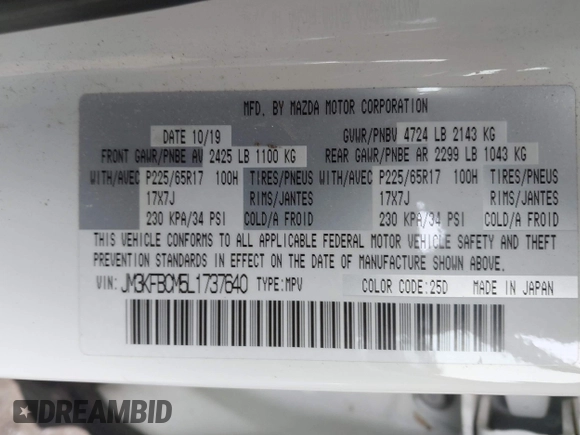 MFD. BY MAZDA MOTOR CORPORATION
DATE 10/19 GVWR/PNBV 4724 LB 2143 KG
FRONT GAWR/PNBE AV 2425 LB 1100 KG REAR GAWR/PNBE AR 2299 LB 1043 KG
WITH/AVEC P225/65R17 100H TIRES/PNEUS WITH/AVEC P225/65R17 100H TIRES/PNEUS
17X7J RIMS/JANTES 17X7J RIMS/JANTES
230 KPA/34 PSI COLD/A FROID 230 KPA/34 PSI COLD/A FROID
THIS VEHICLE CONFORMS TO ALL APPLICABLE FEDERAL MOTOR VEHICLE SAFETY AND THEFT
PREVENTION STANDARDS IN EFFECT ON THE DATE OF MANUFACTURE SHOWN ABOVE.
VIN: JM3KFBCM5L1737640 TYPE:MPV COLOR CODE:25D MADE IN JAPAN
DREAMBID